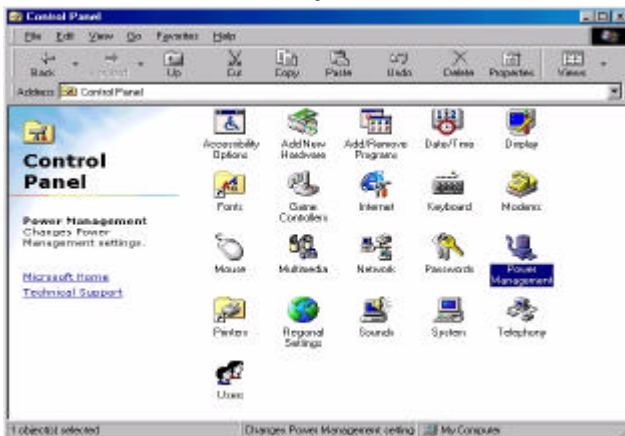 Control Panel
File Edit View Go Favorites Help
Back Forward Up Cut Copy Paste Undo Delete Properties Views
Address Control Panel
Control
Panel
Power Management
Changes Power
Management settings.
Microsoft Home
Technical Support
Accessibility Options
Add New Hardware
Add/Remove Programs
Date/Time
Display
Fonts
Game Controllers
Internet
Keyboard
Modems
Mouse
Multimedia
Network
Passwords
Power Management
Printers
Regional Settings
Sounds
System
Telephony
Users
1 object(s) selected
Changes Power Management setting
My Computer